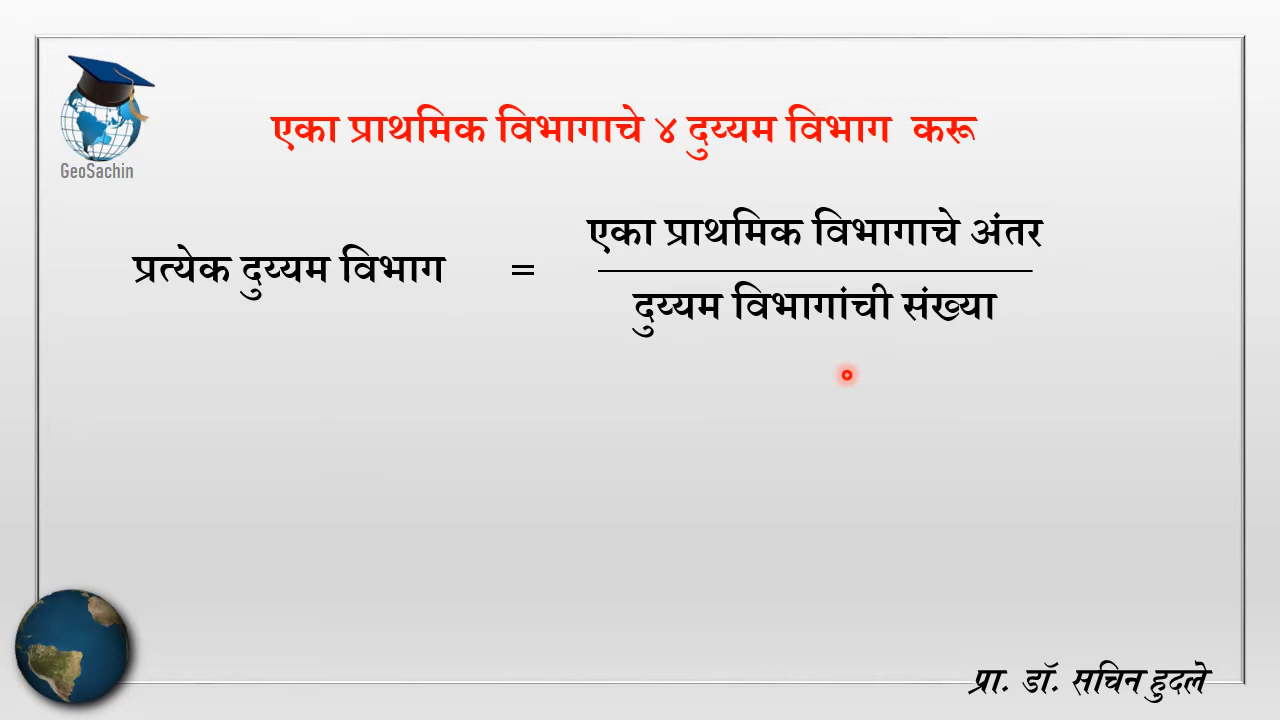 GeoSachin
एका प्राथमिक विभागाचे ४ दुय्यम विभाग करू
प्रत्येक दुय्यम विभाग = एका प्राथमिक विभागाचे अंतर
दुय्यम विभागांची संख्या
प्रा. डॉ. सचिन हुदले